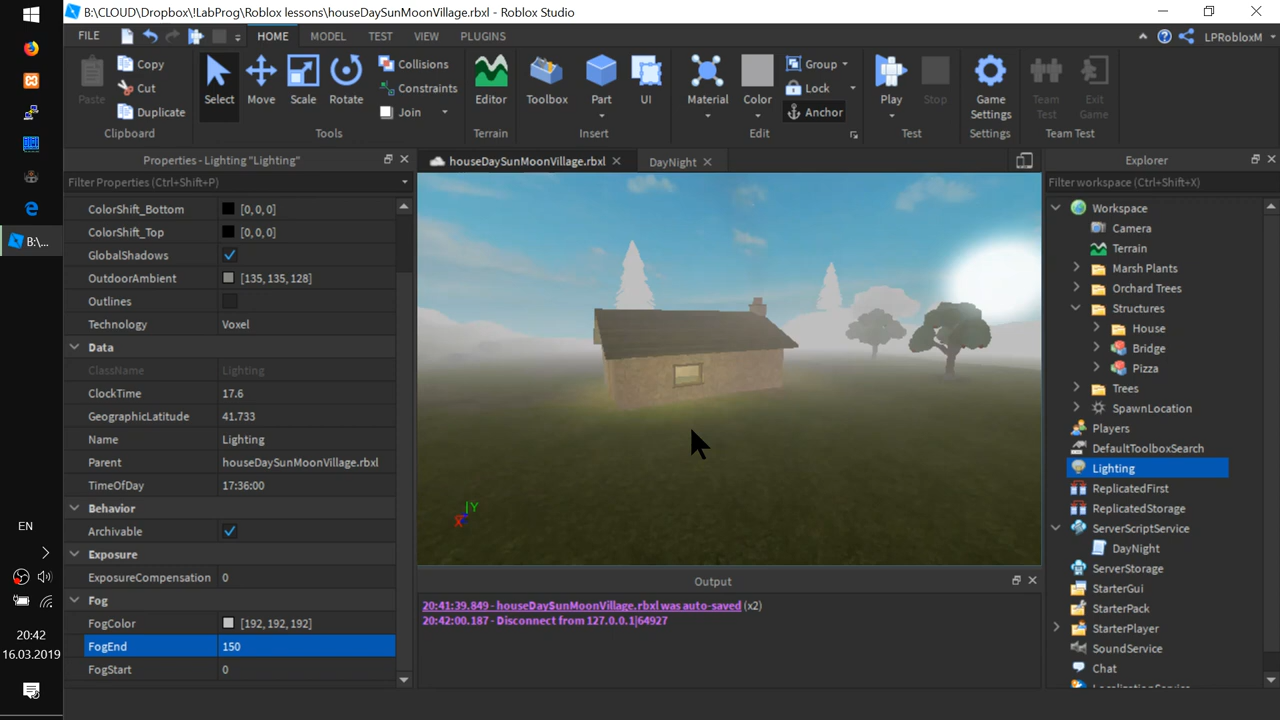 B:\CLOUD\Dropbox\!LabProg\Roblox lessons\houseDaySunMoonVillage.rbxl - Roblox Studio
FILE HOME MODEL TEST VIEW PLUGINS LPRobloxM
Paste Copy Cut Duplicate
Clipboard
Select Move Scale Rotate Collisions Constraints Join
Tools
Editor
Terrain
Toolbox Part UI
Insert
Material Color Group Lock Anchor
Edit
Play Stop
Test
Game Settings
Settings
Team Test Exit Game
Team Test
B:\...
EN
20:42
16.03.2019
Properties - Lighting "Lighting"
Filter Properties (Ctrl+Shift+P)
ColorShift_Bottom [0,0,0]
ColorShift_Top [0,0,0]
GlobalShadows
OutdoorAmbient [135,135,128]
Outlines
Technology Voxel
Data
ClassName Lighting
ClockTime 17.6
GeographicLatitude 41.733
Name Lighting
Parent houseDaySunMoonVillage.rbxl
TimeOfDay 17:36:00
Behavior
Archivable
Exposure
ExposureCompensation 0
Fog
FogColor [192,192,192]
FogEnd 150
FogStart 0
houseDaySunMoonVillage.rbxl DayNight
Y
X
Output
20:41:39.849 - houseDaySunMoonVillage.rbxl was auto-saved (x2)
20:42:00.187 - Disconnect from 127.0.0.1|64927
Explorer
Filter workspace (Ctrl+Shift+X)
Workspace
Camera
Terrain
Marsh Plants
Orchard Trees
Structures
House
Bridge
Pizza
Trees
SpawnLocation
Players
DefaultToolboxSearch
Lighting
ReplicatedFirst
ReplicatedStorage
ServerScriptService
DayNight
ServerStorage
StarterGui
StarterPack
StarterPlayer
SoundService
Chat
LocalizationService